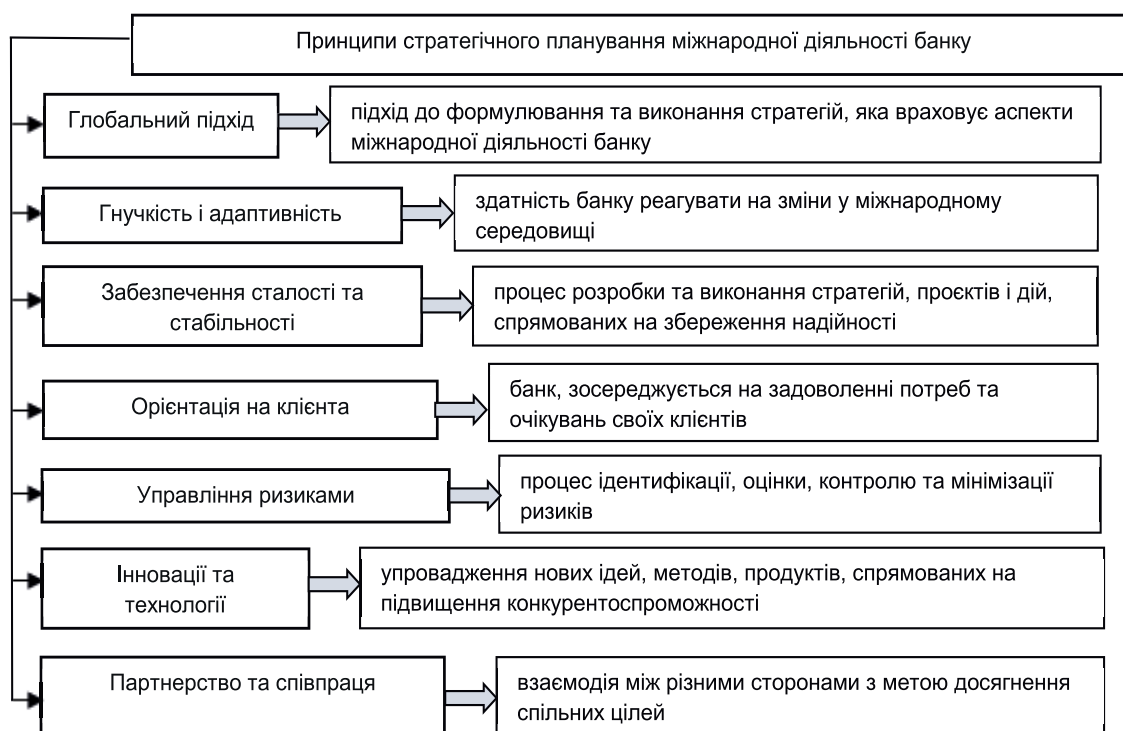 Принципи стратегічного планування міжнародної діяльності банку
Глобальний підхід
підхід до формулювання та виконання стратегій, яка враховує аспекти
міжнародної діяльності банку
Гнучкість і адаптивність
здатність банку реагувати на зміни у міжнародному
середовищі
Забезпечення сталості та
стабільності
процес розробки та виконання стратегій, проєктів і дій,
спрямованих на збереження надійності
Орієнтація на клієнта
банк, зосереджується на задоволенні потреб та
очікувань своїх клієнтів
Управління ризиками
процес ідентифікації, оцінки, контролю та мінімізації
ризиків
Інновації та
технології
упровадження нових ідей, методів, продуктів, спрямованих на
підвищення конкурентоспроможності
Партнерство та співпраця
взаємодія між різними сторонами з метою досягнення
спільних цілей